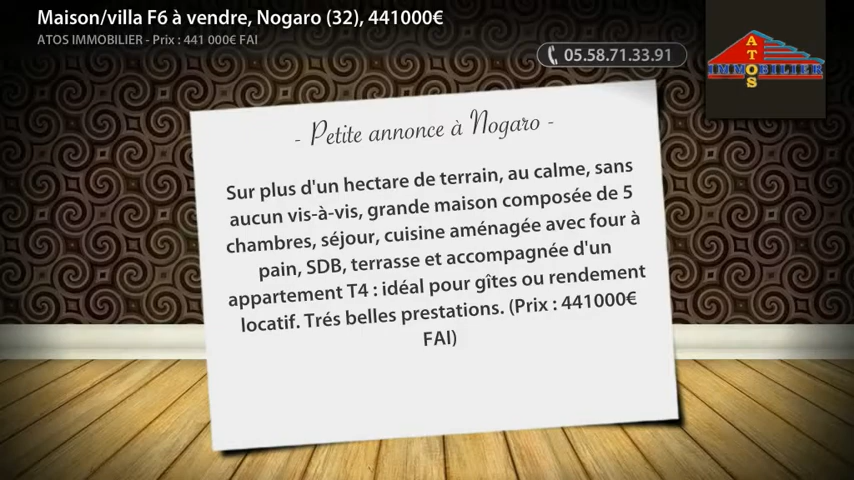 Maison/villa F6 à vendre, Nogaro (32), 441000€
ATOS IMMOBILIER - Prix : 441 000€ FAI
05.58.71.33.91
ATOS
IMMOBILIER
- Petite annonce à Nogaro -
Sur plus d'un hectare de terrain, au calme, sans
aucun vis-à-vis, grande maison composée de 5
chambres, séjour, cuisine aménagée avec four à
pain, SDB, terrasse et accompagnée d'un
appartement T4 : idéal pour gîtes ou rendement
locatif. Trés belles prestations. (Prix : 441000€
FAI)